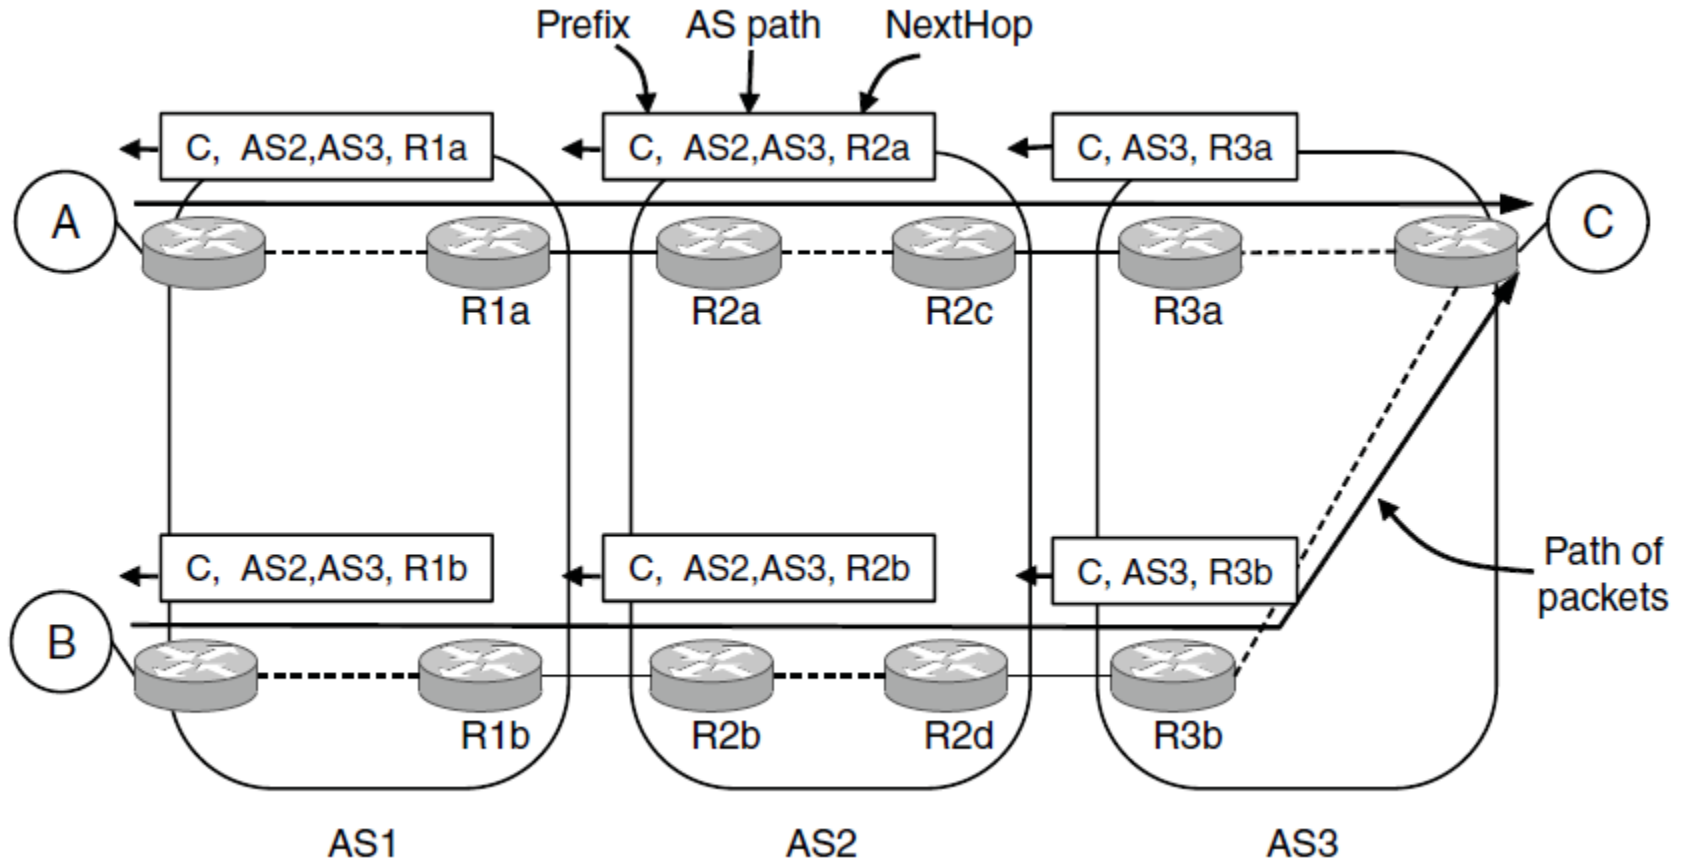 Prefix AS path NextHop
C, AS2,AS3, R1a
C, AS2,AS3, R2a
C, AS3, R3a
A
C
R1a
R2a
R2c
R3a
C, AS2,AS3, R1b
C, AS2,AS3, R2b
C, AS3, R3b
Path of
packets
B
R1b
R2b
R2d
R3b
AS1
AS2
AS3